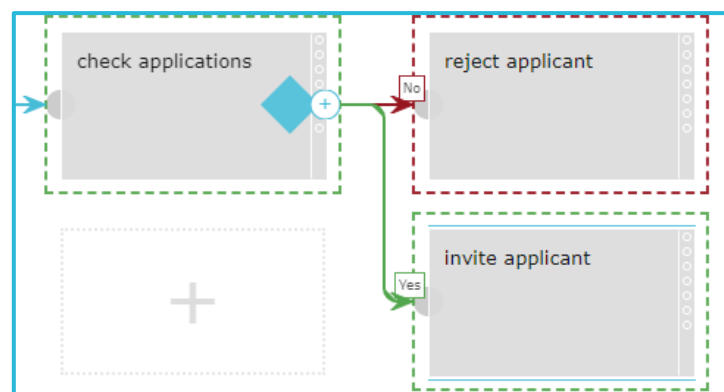 check applications
reject applicant
No
invite applicant
Yes